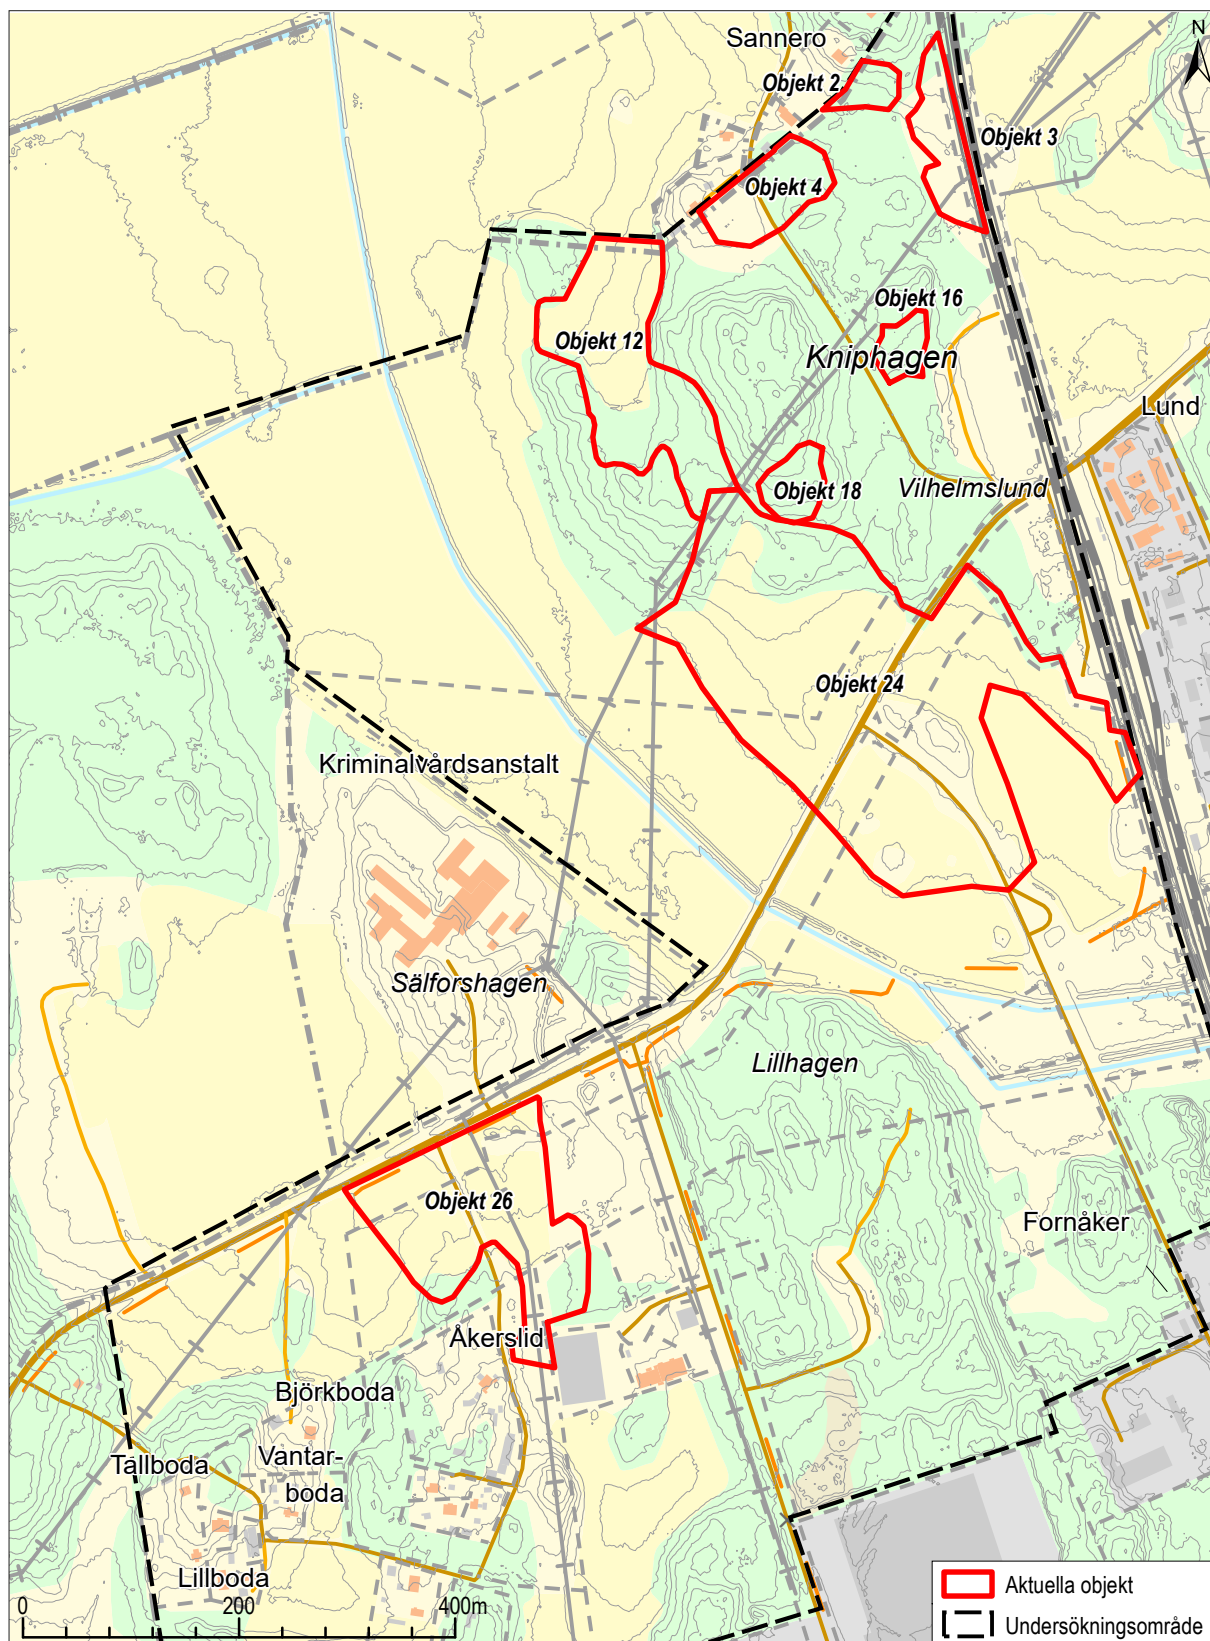 Sannero
N
Objekt 2
Objekt 3
Objekt 4
Objekt 16
Objekt 12
Kniphagen
Lund
Objekt 18
Vilhelmslund
Objekt 24
Kriminalvårdsanstalt
Sälforshagen
Lillhagen
Objekt 26
Fornåker
Åkerslid
Björkboda
Vantar-
boda
Tallboda
Lillboda
0 200 400m
Aktuella objekt
Undersökningsområde